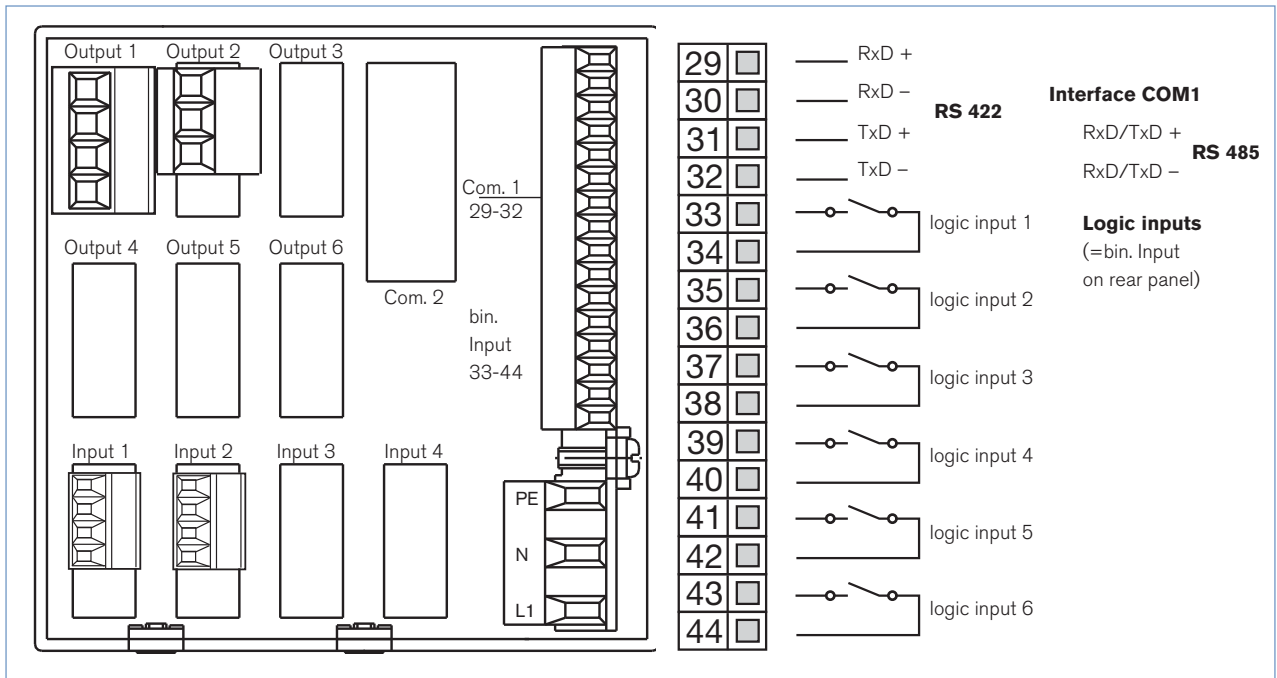 Output 1
Output 2
Output 3
Com. 1
29-32
Output 4
Output 5
Output 6
Com. 2
bin.
Input
33-44
Input 1
Input 2
Input 3
Input 4
PE
N
L1
29
RxD +
30
RxD –
31
TxD +
32
TxD –
RS 422
Interface COM1
RxD/TxD +
RxD/TxD –
RS 485
33
34
logic input 1
Logic inputs
(=bin. Input
on rear panel)
35
36
logic input 2
37
38
logic input 3
39
40
logic input 4
41
42
logic input 5
43
44
logic input 6